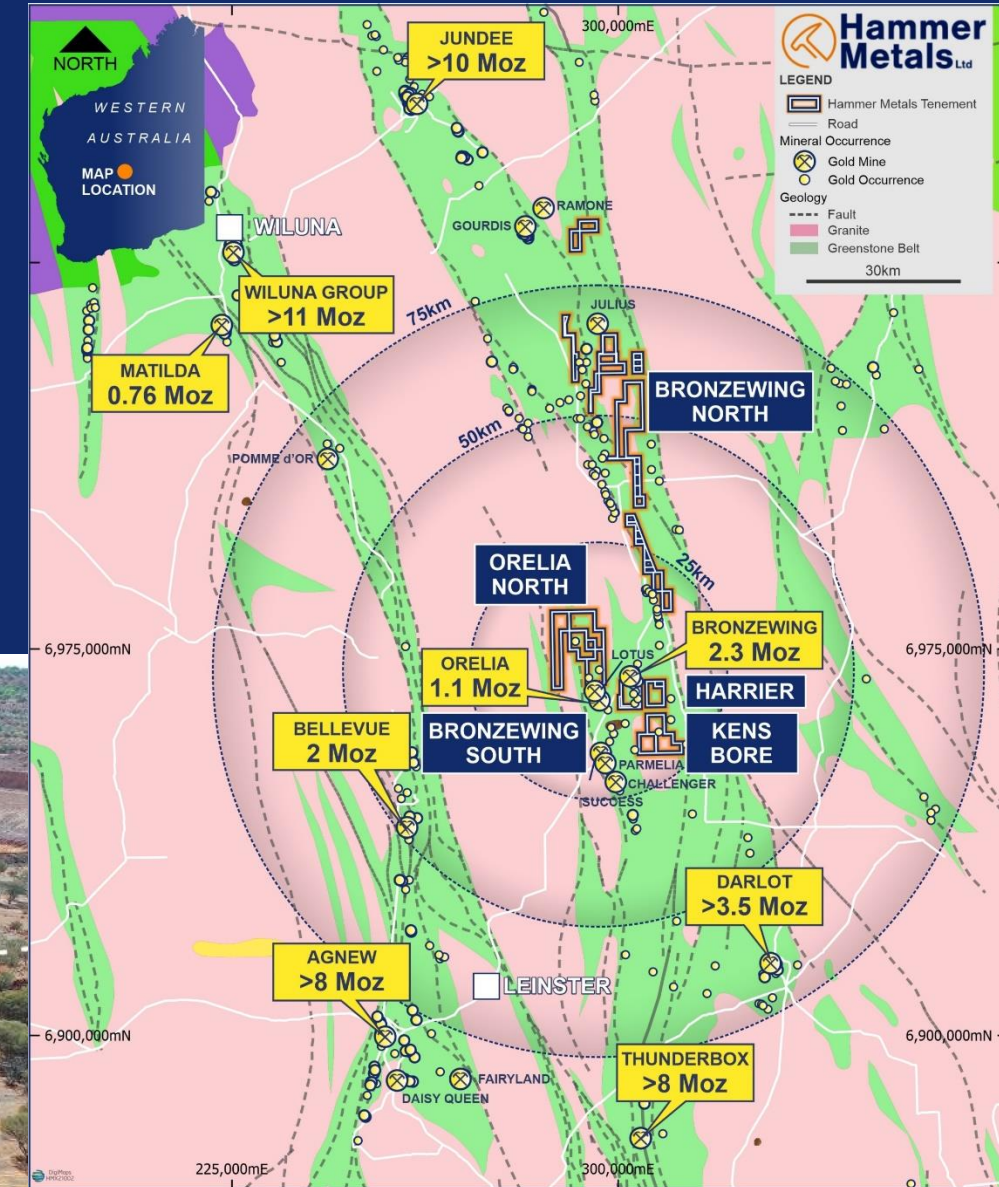 300,000mE
Hammer
Metals Ltd
LEGEND
Hammer Metals Tenement
Road
Mineral Occurrence
Gold Mine
Gold Occurrence
Geology
Fault
Granite
Greenstone Belt
30km
NORTH
WESTERN
AUSTRALIA
MAP
LOCATION
JUNDEE
>10 Moz
RAMONE
GOURDIS
WILUNA
WILUNA GROUP
>11 Moz
75km
JULIUS
MATILDA
0.76 Moz
BRONZEWING
NORTH
50km
POMME d'OR
ORELIA
NORTH
25km
6,975,000mN
6,975,000mN
BRONZEWING
2.3 Moz
LOTUS
ORELIA
1.1 Moz
HARRIER
BELLEVUE
2 Moz
BRONZEWING
SOUTH
KENS
BORE
PARMELIA
CHALLENGER
SUCCESS
DARLOT
>3.5 Moz
AGNEW
>8 Moz
LEINSTER
6,900,000mN
6,900,000mN
THUNDERBOX
>8 Moz
FAIRYLAND
DAISY QUEEN
225,000mE
300,000mE
DigiMaps